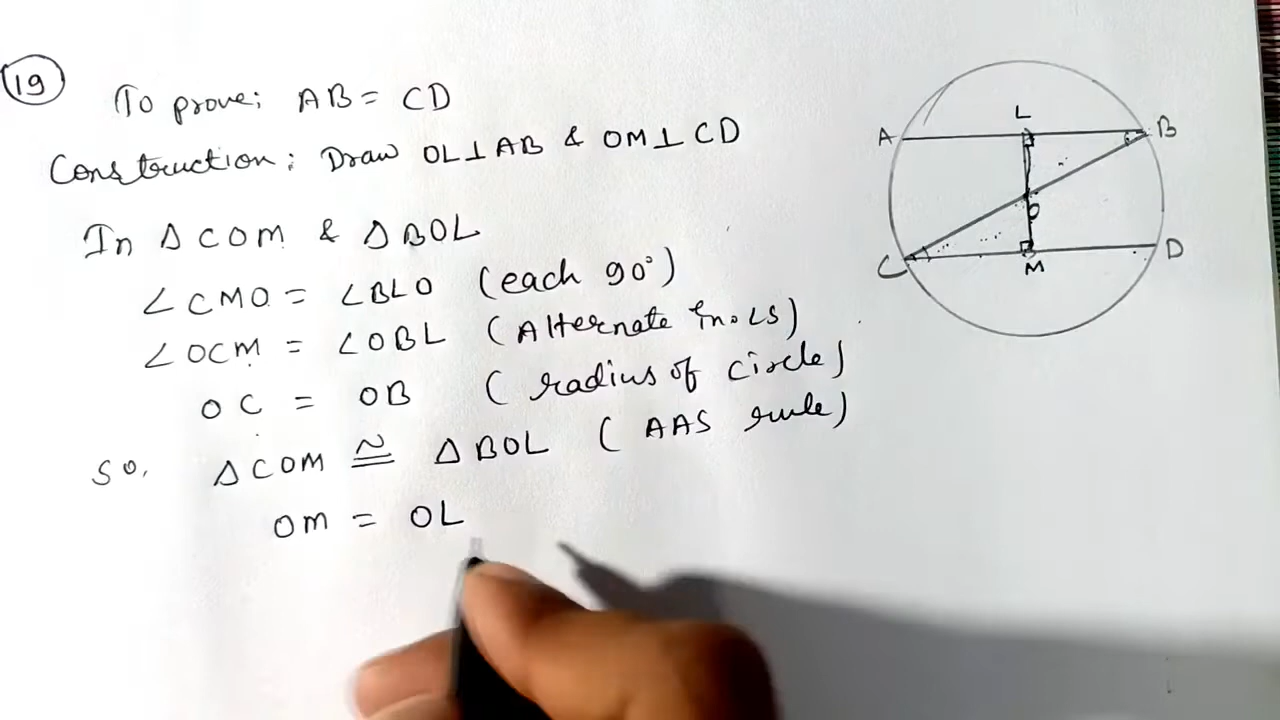 19
To prove; AB = CD
Construction: Draw OL⊥AB & OM⊥CD
In Δ COM & Δ BOL
∠CMO = ∠BLO (each 90°)
∠OCM = ∠OBL (Alternate In.∠S)
OC = OB (radius of circle)
SO, Δ COM ≅ Δ BOL (AAS rule)
OM = OL
L
A
B
O
C
M
D